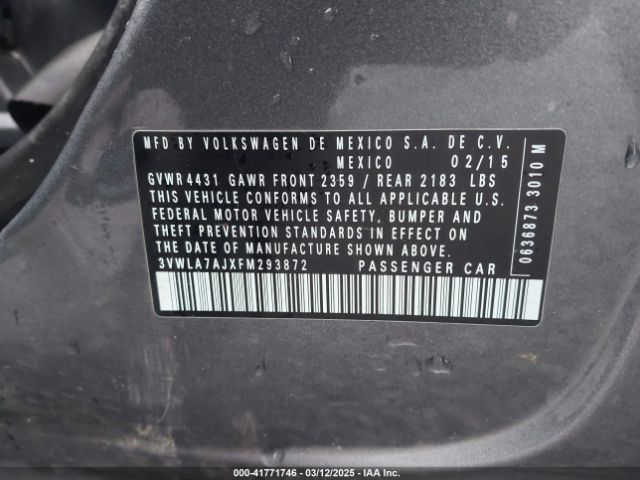 MFD BY VOLKSWAGEN DE MEXICO S.A. DE C.V.
MEXICO 02/15
GVWR 4431 GAWR FRONT 2359 / REAR 2183 LBS
THIS VEHICLE CONFORMS TO ALL APPLICABLE U.S.
FEDERAL MOTOR VEHICLE SAFETY, BUMPER AND
THEFT PREVENTION STANDARDS IN EFFECT ON
THE DATE OF MANUFACTURE SHOWN ABOVE.
3VWLA7AJXFM293872 PASSENGER CAR
0636873 3010 M
000-41771746 - 03/12/2025 - IAA Inc.